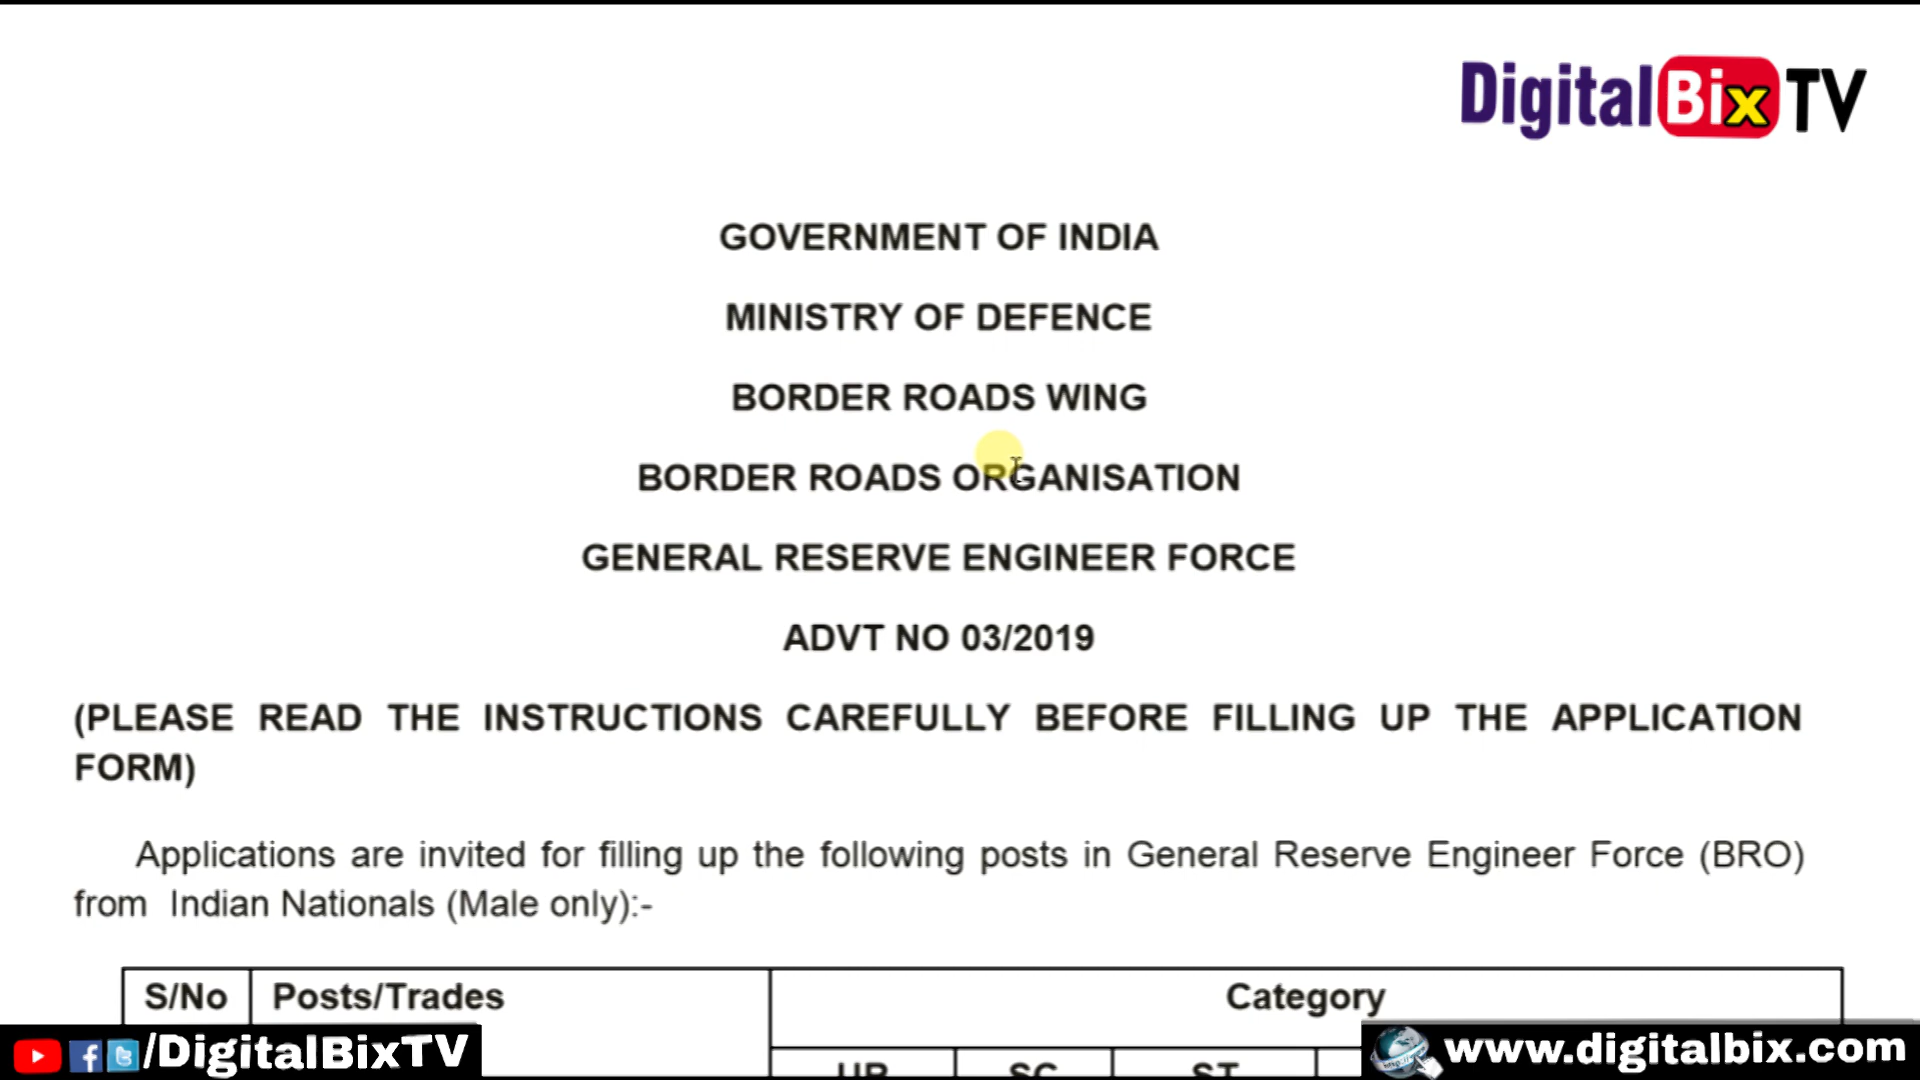 DigitalBixTV
GOVERNMENT OF INDIA
MINISTRY OF DEFENCE
BORDER ROADS WING
BORDER ROADS ORGANISATION
GENERAL RESERVE ENGINEER FORCE
ADVT NO 03/2019
(PLEASE READ THE INSTRUCTIONS CAREFULLY BEFORE FILLING UP THE APPLICATION
FORM)
Applications are invited for filling up the following posts in General Reserve Engineer Force (BRO)
from Indian Nationals (Male only):-
S/No Posts/Trades Category
UR SC ST
/DigitalBixTV
www.digitalbix.com